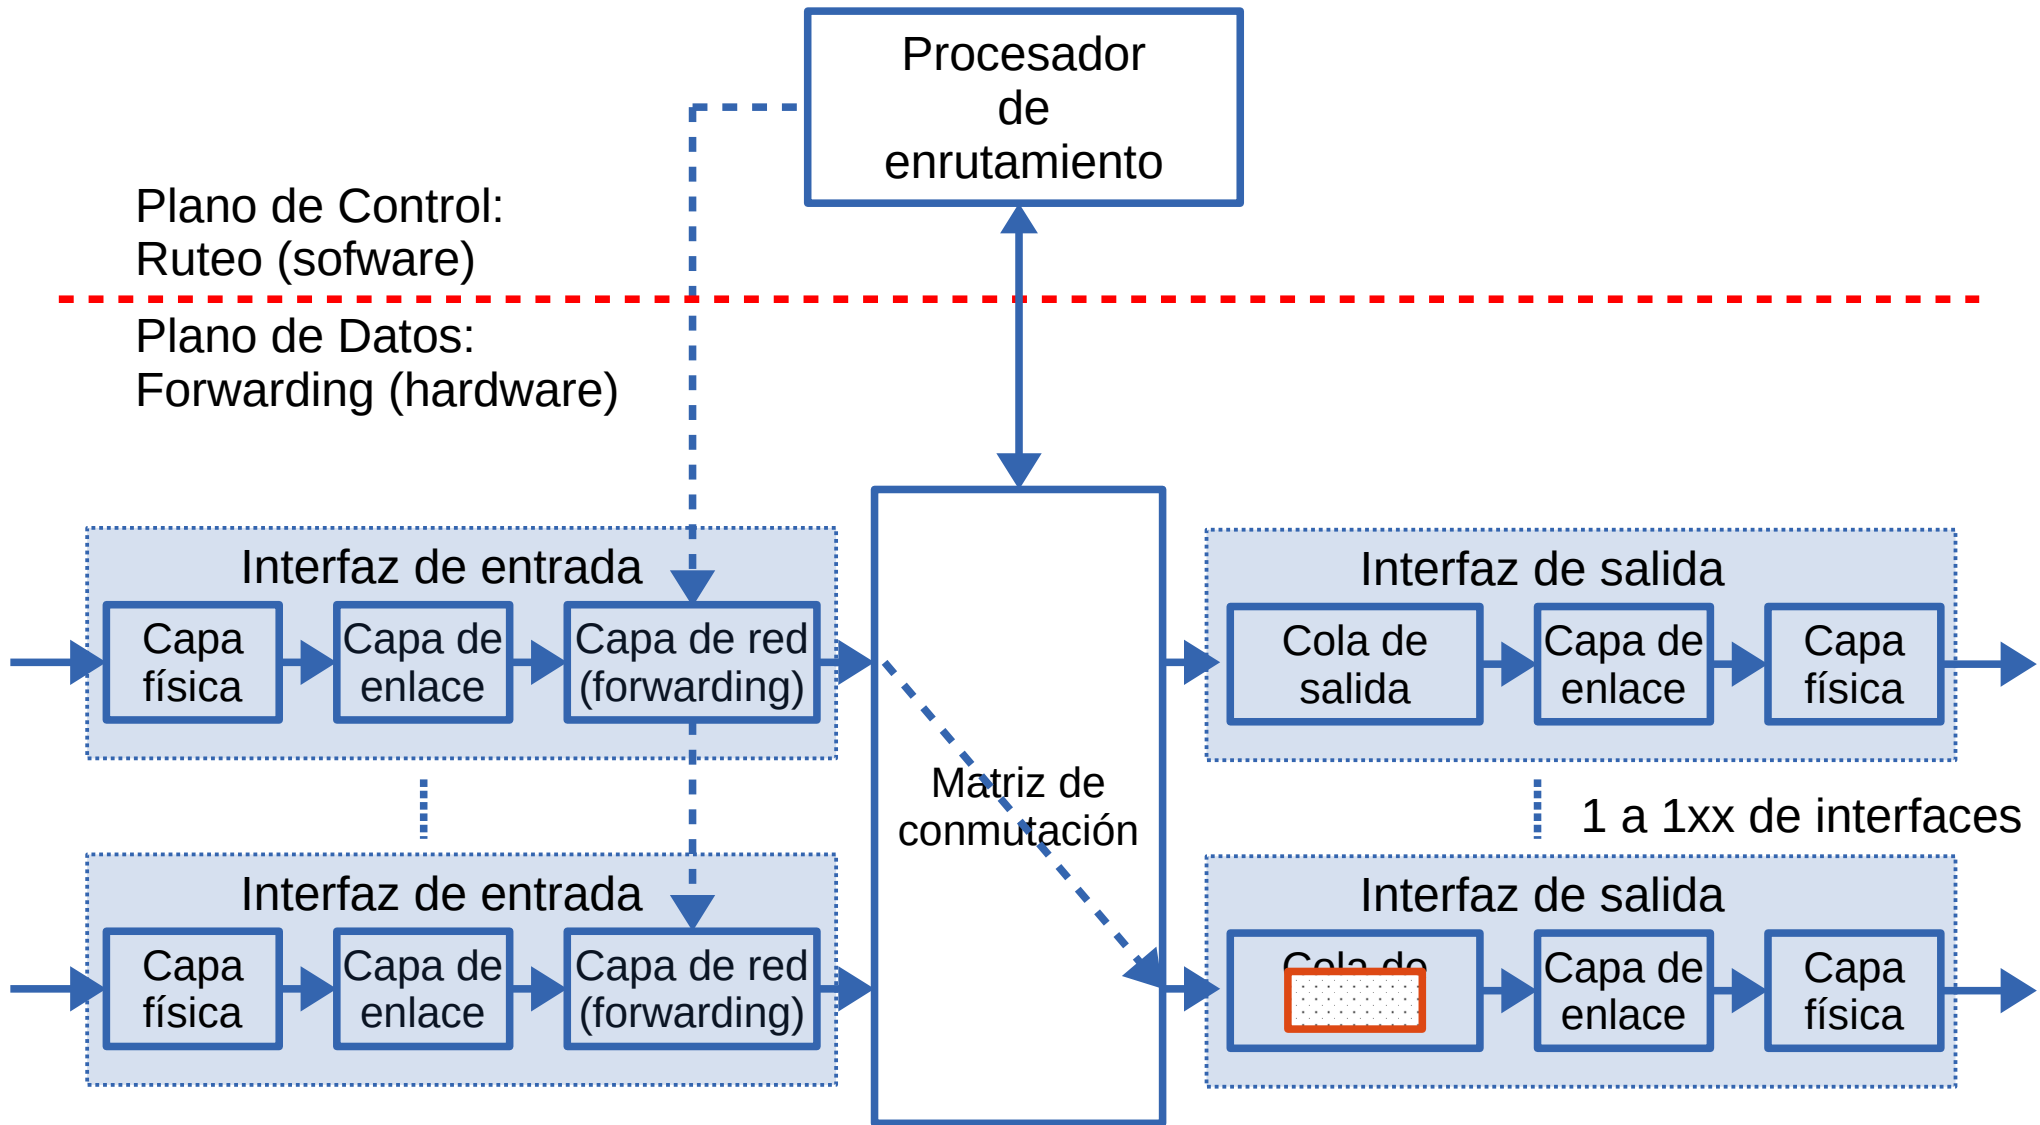 Procesador
de
enrutamiento
Plano de Control:
Ruteo (sofware)
Plano de Datos:
Forwarding (hardware)
Interfaz de entrada
Capa
física
Capa de
enlace
Capa de red
(forwarding)
Matriz de
conmutación
Interfaz de salida
Cola de
salida
Capa de
enlace
Capa
física
1 a 1xx de interfaces
Interfaz de entrada
Capa
física
Capa de
enlace
Capa de red
(forwarding)
Interfaz de salida
Cola de
Capa de
enlace
Capa
física